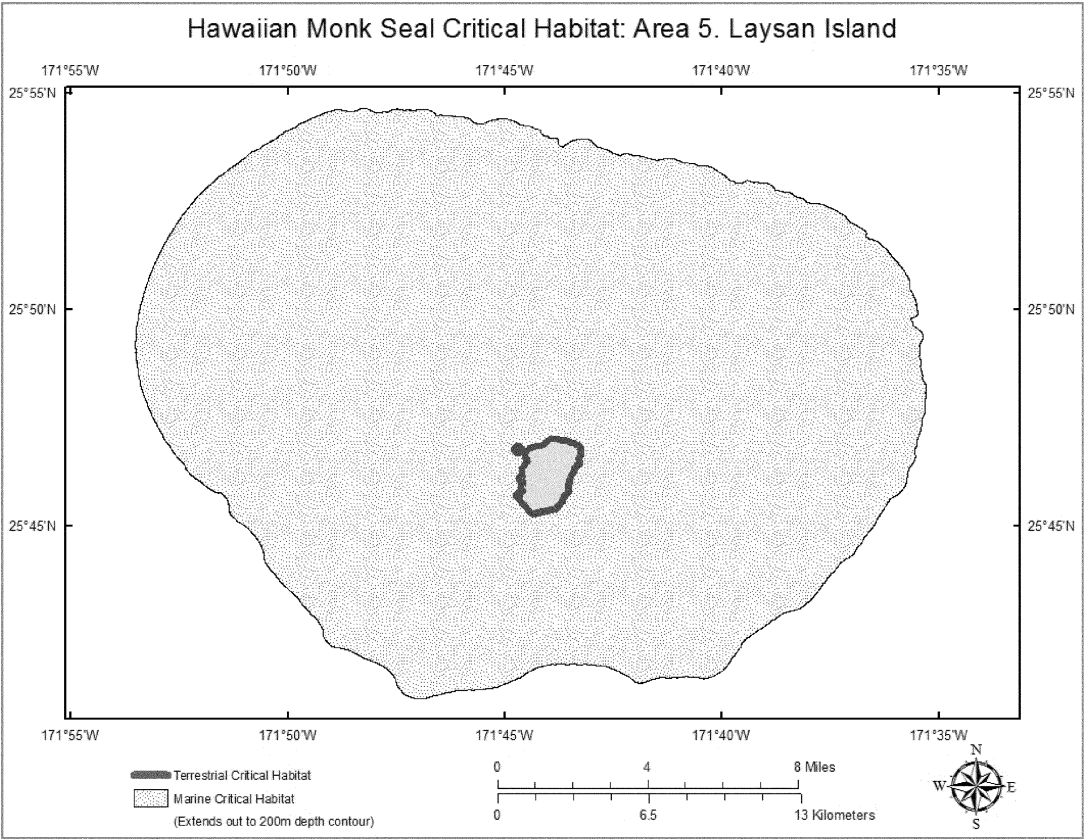 Hawaiian Monk Seal Critical Habitat: Area 5. Laysan Island
171°55'W 171°50'W 171°45'W 171°40'W 171°35'W
25°55'N 25°55'N
25°50'N 25°50'N
25°45'N 25°45'N
171°55'W 171°50'W 171°45'W 171°40'W 171°35'W
Terrestrial Critical Habitat
Marine Critical Habitat
(Extends out to 200m depth contour)
0 4 8 Miles
0 6.5 13 Kilometers
N
W E
S